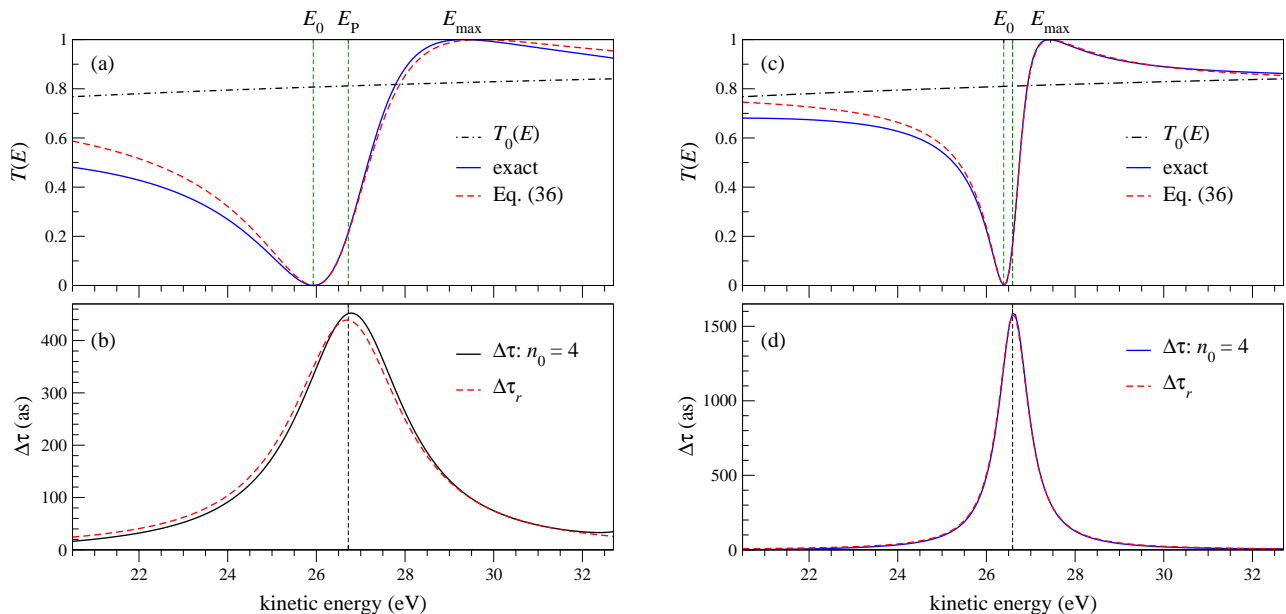 E0 EP Emax
(a)
T(E)
1
0.8
0.6
0.4
0.2
0
T0(E)
exact
Eq. (36)
(b)
Δτ (as)
400
200
0
Δτ: n0 = 4
Δτr
22 24 26 28 30 32
kinetic energy (eV)
E0 Emax
(c)
T(E)
1
0.8
0.6
0.4
0.2
0
T0(E)
exact
Eq. (36)
(d)
Δτ (as)
1500
1000
500
0
Δτ: n0 = 4
Δτr
22 24 26 28 30 32
kinetic energy (eV)